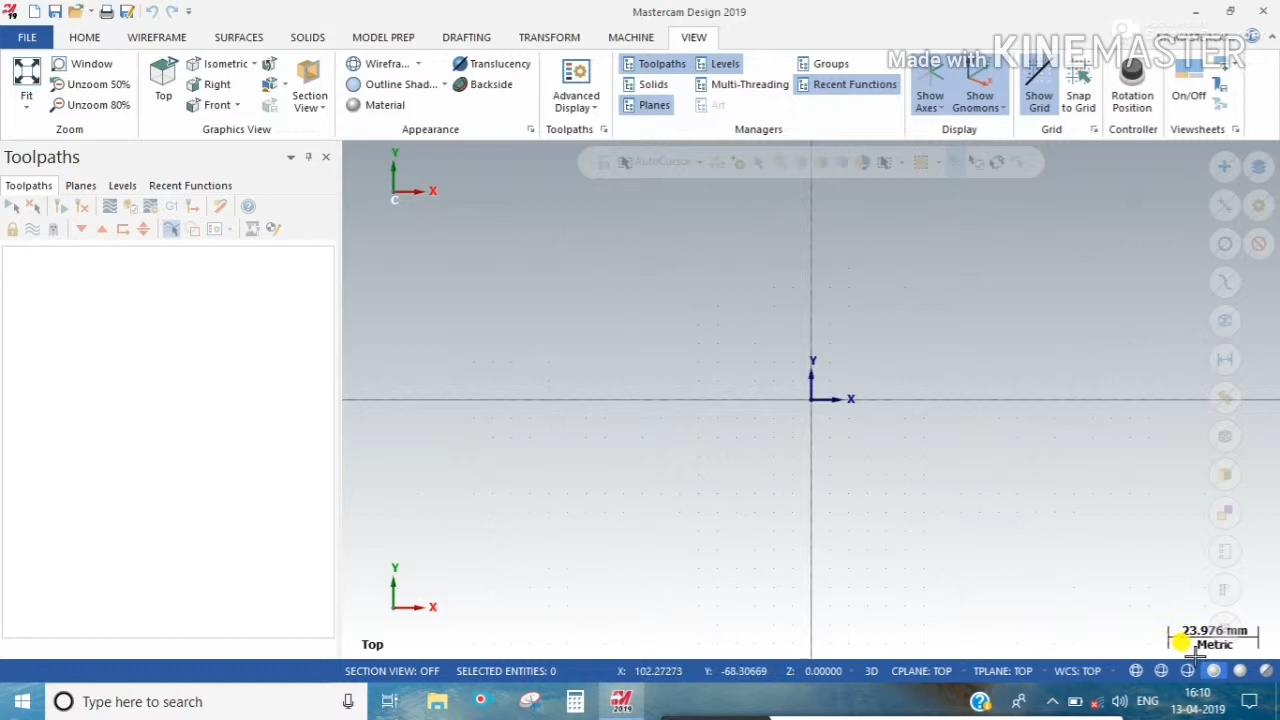 Mastercam Design 2019
FILE HOME WIREFRAME SURFACES SOLIDS MODEL PREP DRAFTING TRANSFORM MACHINE VIEW
Made with KINEMASTER
Fit
Window
Unzoom 50%
Unzoom 80%
Zoom
Top
Isometric
Right
Front
Graphics View
Section View
Wirefra...
Outline Shad...
Material
Translucency
Backside
Appearance
Advanced Display
Toolpaths
Toolpaths
Solids
Planes
Levels
Multi-Threading
Art
Groups
Recent Functions
Managers
Show Axes
Show Gnomons
Display
Show Grid
Snap to Grid
Grid
Rotation Position
Controller
On/Off
Viewsheets
Toolpaths
Toolpaths Planes Levels Recent Functions
G1
AutoCursor
Y
X
C
Y
X
Y
X
Top
23.976 mm
Metric
SECTION VIEW: OFF SELECTED ENTITIES: 0 X: 102.27273 Y: -68.30669 Z: 0.00000 3D CPLANE: TOP TPLANE: TOP WCS: TOP
Type here to search
ENG
16:10
13-04-2019